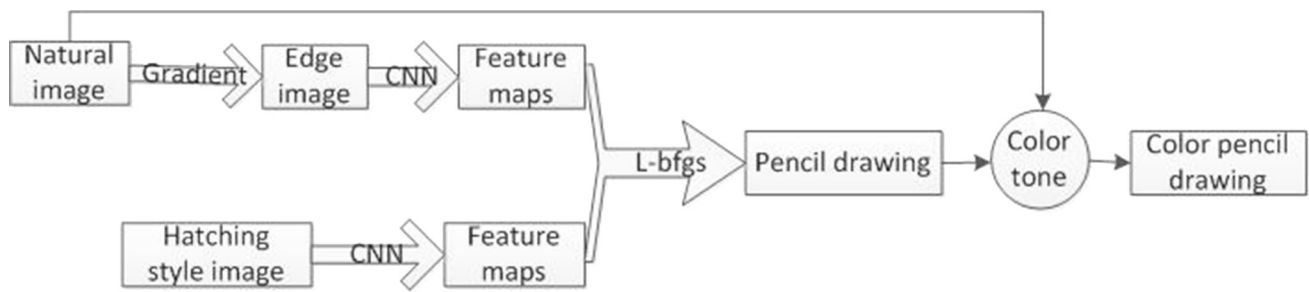 Natural
image
Gradient
Edge
image
CNN
Feature
maps
Hatching
style image
CNN
Feature
maps
L-bfgs
Pencil drawing
Color
tone
Color pencil
drawing